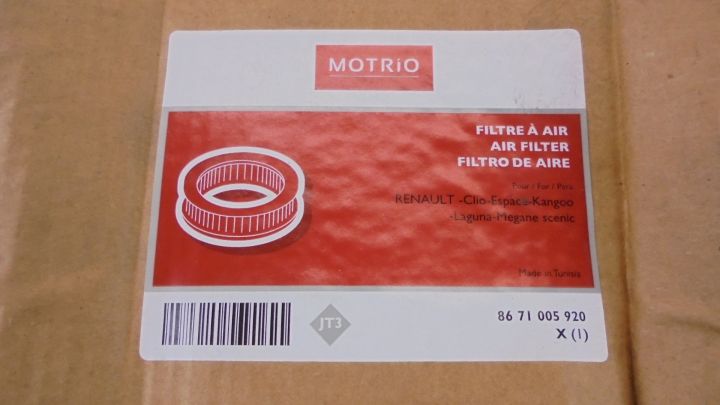 MOTRiO
FILTRE À AIR
AIR FILTER
FILTRO DE AIRE
Pour / For / Para
RENAULT -Clio-Espace-Kangoo
-Laguna-Megane scenic
Made in Tunisia
JT3
86 71 005 920
X (1)